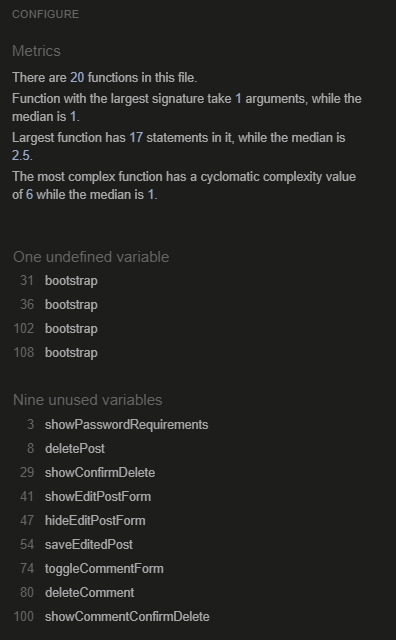 CONFIGURE
Metrics
There are 20 functions in this file.
Function with the largest signature take 1 arguments, while the
median is 1.
Largest function has 17 statements in it, while the median is
2.5.
The most complex function has a cyclomatic complexity value
of 6 while the median is 1.
One undefined variable
31 bootstrap
36 bootstrap
102 bootstrap
108 bootstrap
Nine unused variables
3 showPasswordRequirements
8 deletePost
29 showConfirmDelete
41 showEditPostForm
47 hideEditPostForm
54 saveEditedPost
74 toggleCommentForm
80 deleteComment
100 showCommentConfirmDelete